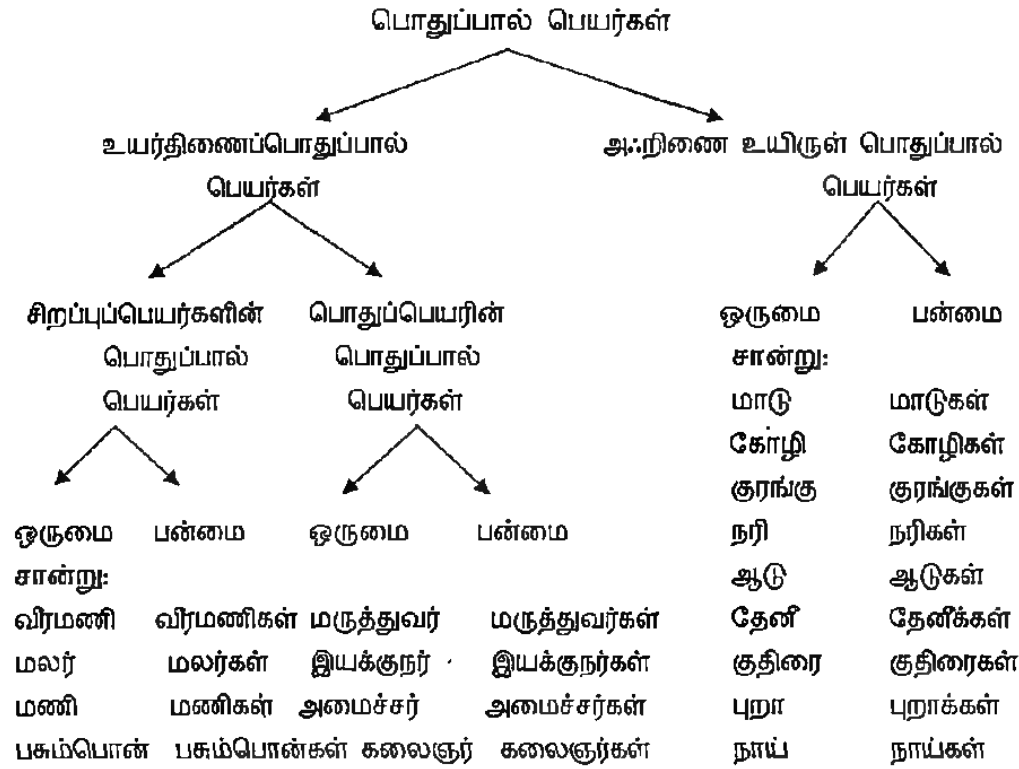 பொதுப்பால் பெயர்கள்
உயர்திணைப்பொதுப்பால் அஃறிணை உயிருள் பொதுப்பால்
பெயர்கள் பெயர்கள்
சிறப்புப்பெயர்களின் பொதுப்பெயரின் ஒருமை பன்மை
பொதுப்பால் பொதுப்பால் சான்று:
பெயர்கள் பெயர்கள் மாடு மாடுகள்
கோழி கோழிகள்
குரங்கு குரங்குகள்
ஒருமை பன்மை ஒருமை பன்மை நரி நரிகள்
சான்று: ஆடு ஆடுகள்
வீரமணி வீரமணிகள் மருத்துவர் மருத்துவர்கள் தேனீ தேனீக்கள்
மலர் மலர்கள் இயக்குநர் இயக்குநர்கள் குதிரை குதிரைகள்
மணி மணிகள் அமைச்சர் அமைச்சர்கள் புறா புறாக்கள்
பசும்பொன் பசும்பொன்கள் கலைஞர் கலைஞர்கள் நாய் நாய்கள்